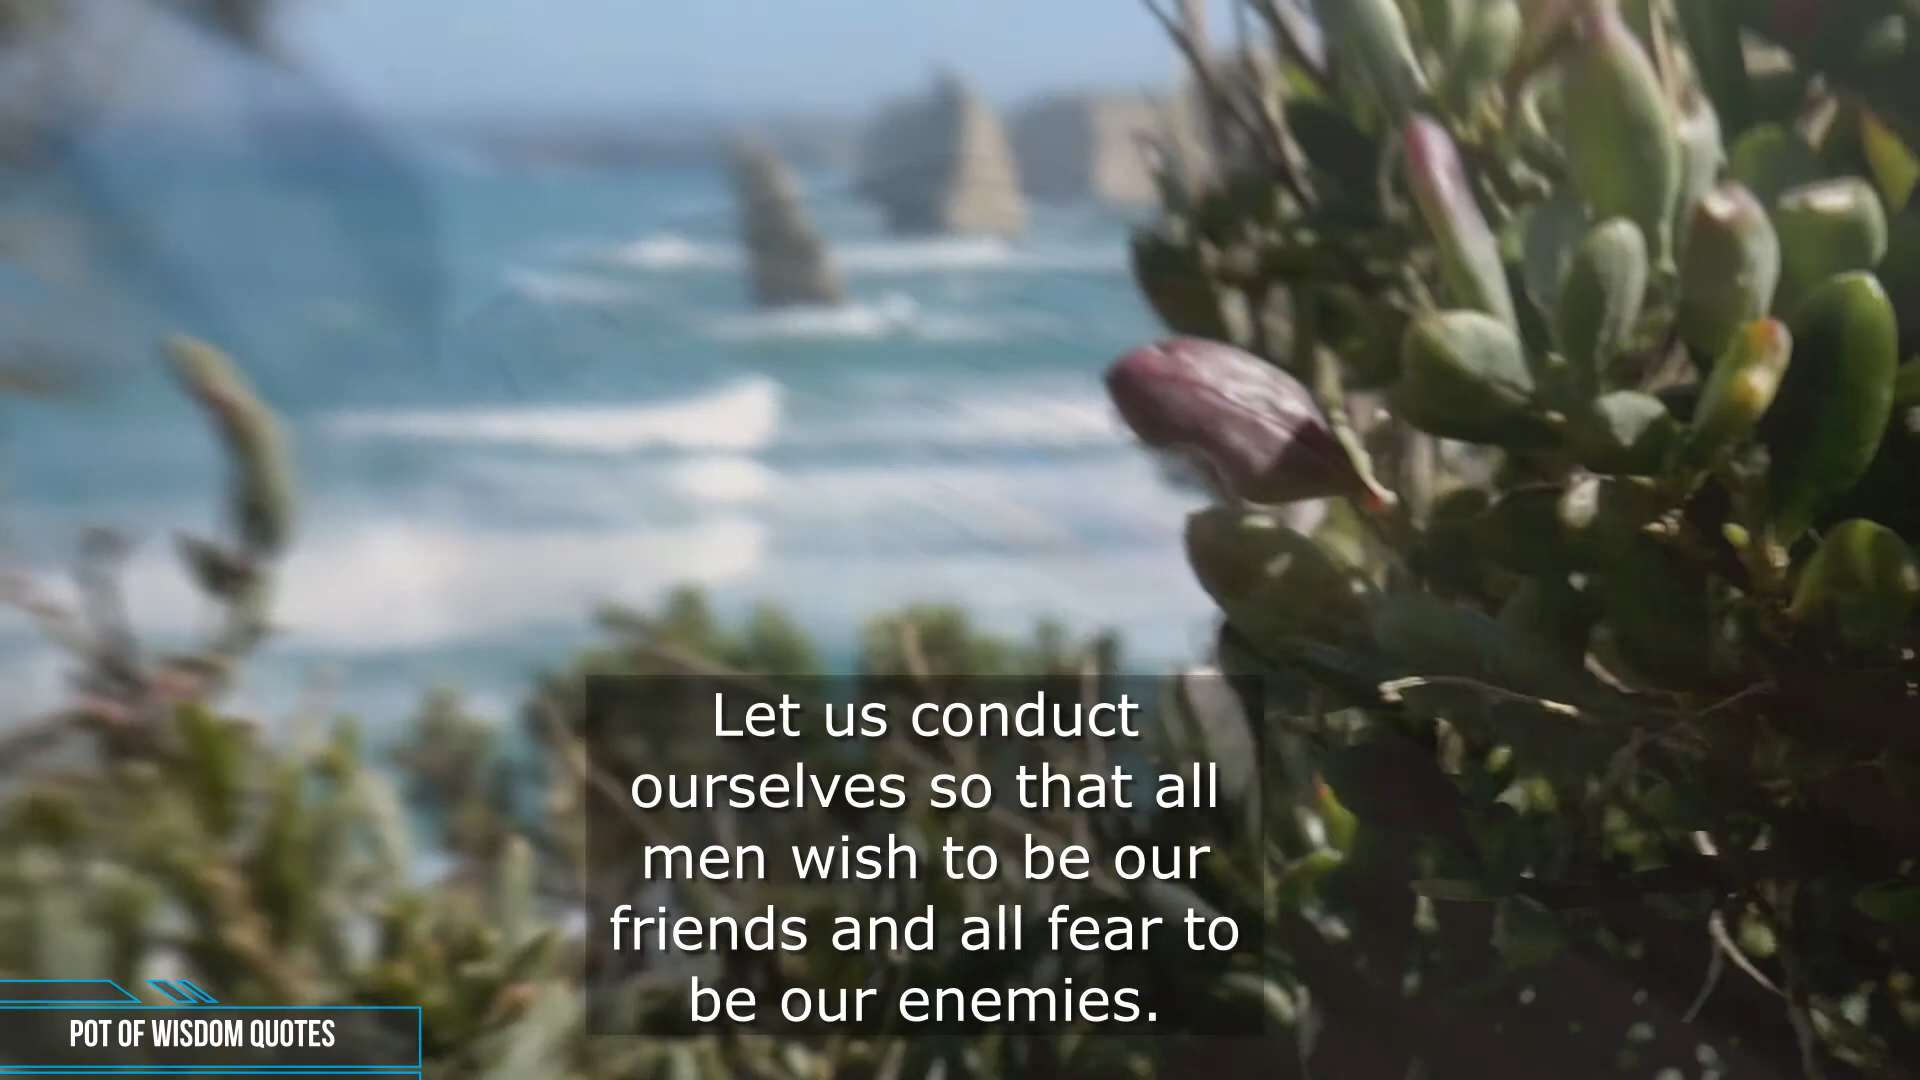 Let us conduct
ourselves so that all
men wish to be our
friends and all fear to
be our enemies.
POT OF WISDOM QUOTES